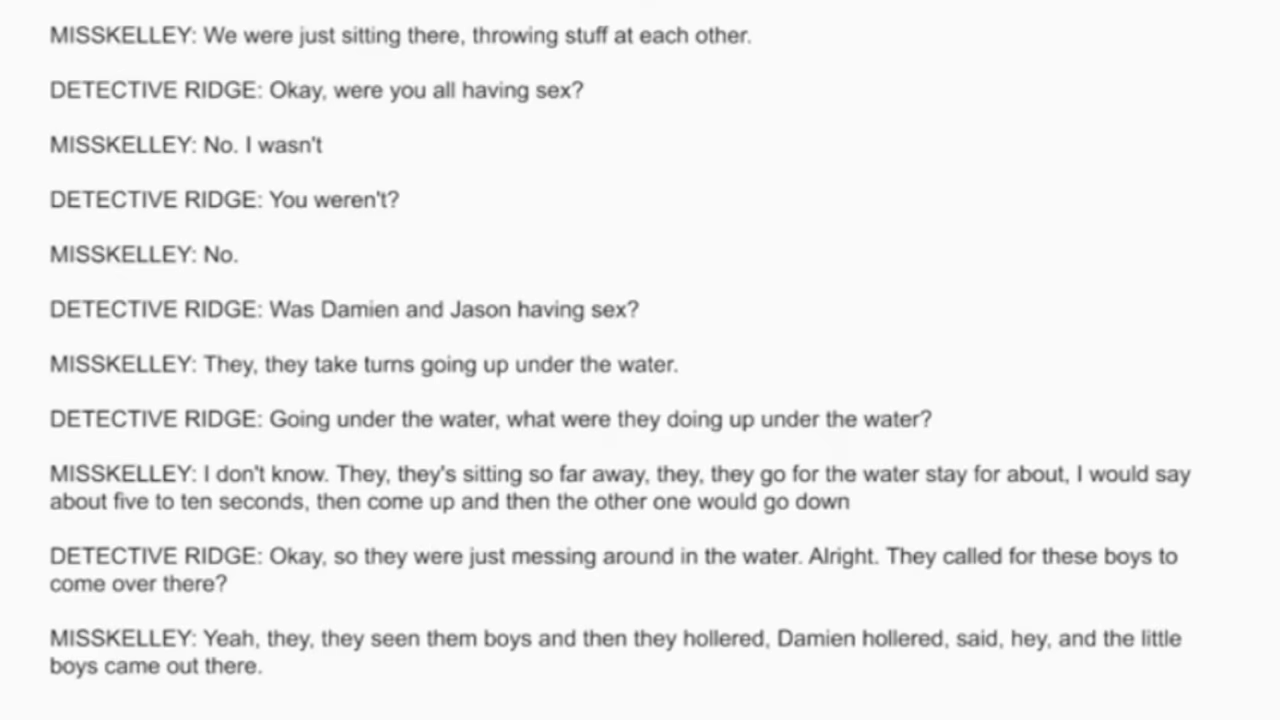 MISSKELLEY: We were just sitting there, throwing stuff at each other.
DETECTIVE RIDGE: Okay, were you all having sex?
MISSKELLEY: No. I wasn't
DETECTIVE RIDGE: You weren't?
MISSKELLEY: No.
DETECTIVE RIDGE: Was Damien and Jason having sex?
MISSKELLEY: They, they take turns going up under the water.
DETECTIVE RIDGE: Going under the water, what were they doing up under the water?
MISSKELLEY: I don't know. They, they's sitting so far away, they, they go for the water stay for about, I would say
about five to ten seconds, then come up and then the other one would go down
DETECTIVE RIDGE: Okay, so they were just messing around in the water. Alright. They called for these boys to
come over there?
MISSKELLEY: Yeah, they, they seen them boys and then they hollered, Damien hollered, said, hey, and the little
boys came out there.